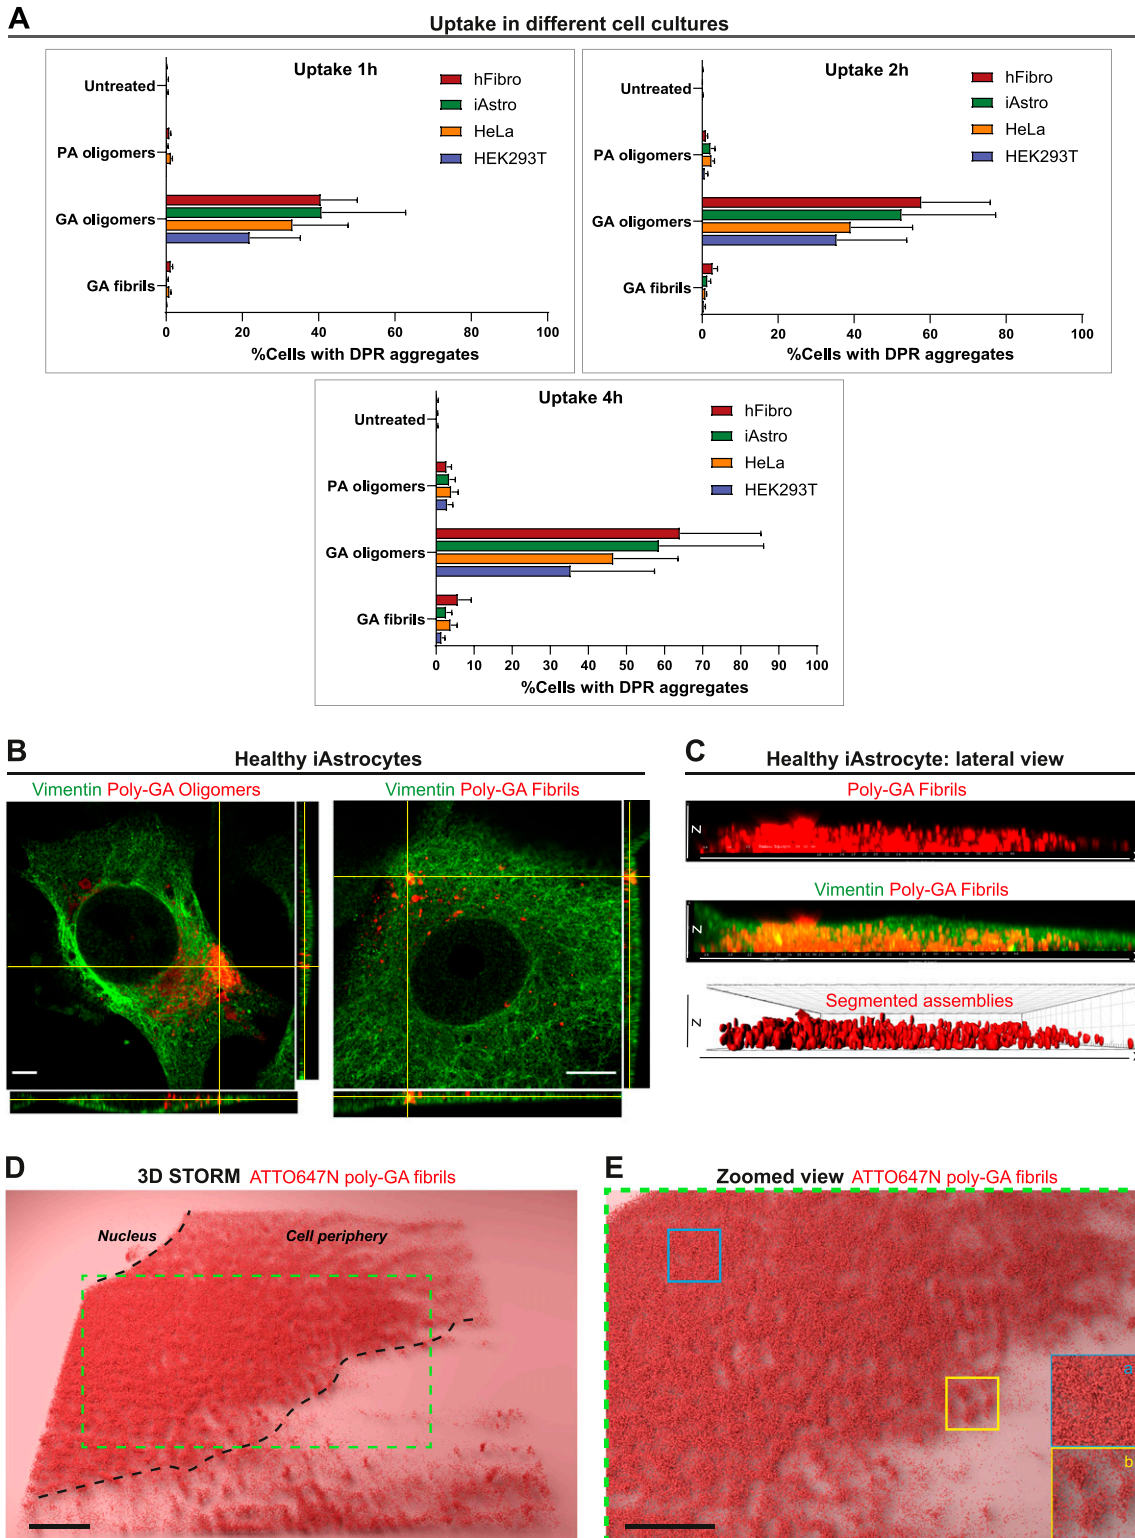 A
Uptake in different cell cultures
Uptake 1h
hFibro
iAstro
HeLa
HEK293T
Untreated
PA oligomers
GA oligomers
GA fibrils
0 20 40 60 80 100
%Cells with DPR aggregates
Uptake 2h
hFibro
iAstro
HeLa
HEK293T
Untreated
PA oligomers
GA oligomers
GA fibrils
0 20 40 60 80 100
%Cells with DPR aggregates
Uptake 4h
hFibro
iAstro
HeLa
HEK293T
Untreated
PA oligomers
GA oligomers
GA fibrils
0 10 20 30 40 50 60 70 80 90 100
%Cells with DPR aggregates
B
Healthy iAstrocytes
Vimentin Poly-GA Oligomers
Vimentin Poly-GA Fibrils
C
Healthy iAstrocyte: lateral view
Poly-GA Fibrils
Z
Vimentin Poly-GA Fibrils
Z
Segmented assemblies
Z
D
3D STORM ATTO647N poly-GA fibrils
Nucleus
Cell periphery
E
Zoomed view ATTO647N poly-GA fibrils
a
b